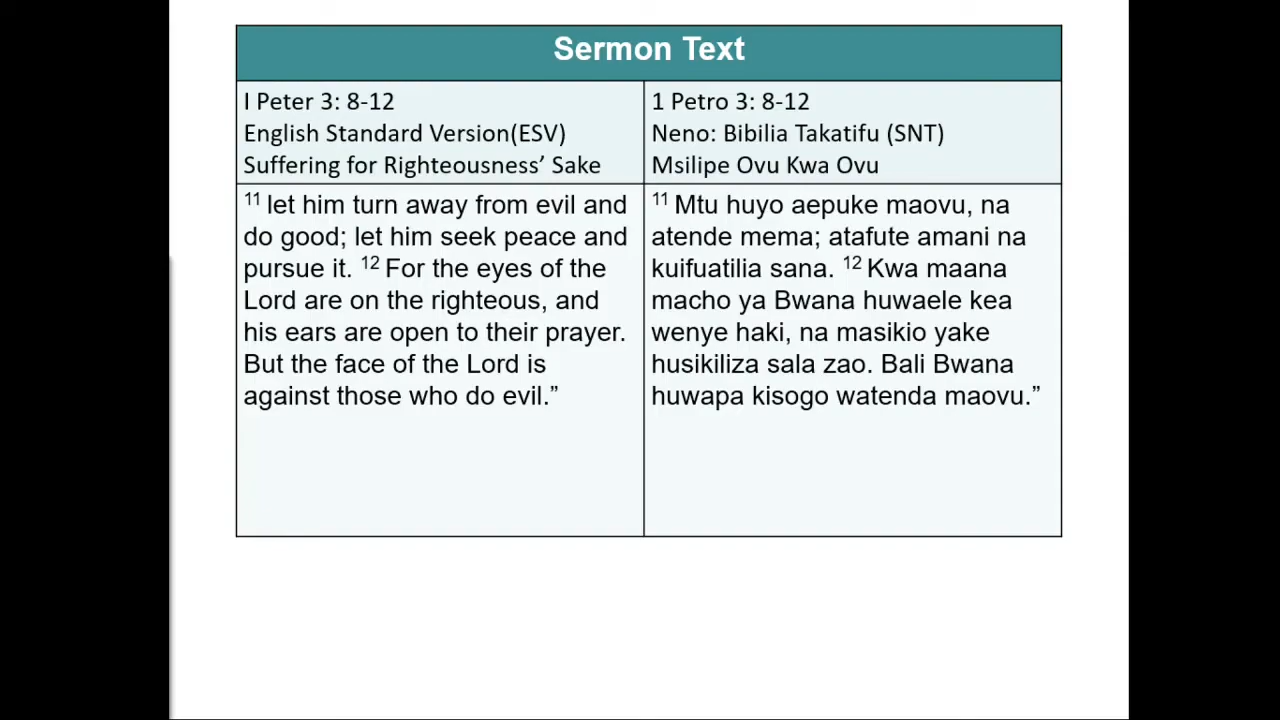 Sermon Text
I Peter 3: 8-12
English Standard Version(ESV)
Suffering for Righteousness’ Sake
1 Petro 3: 8-12
Neno: Bibilia Takatifu (SNT)
Msilipe Ovu Kwa Ovu
11 let him turn away from evil and
do good; let him seek peace and
pursue it. 12 For the eyes of the
Lord are on the righteous, and
his ears are open to their prayer.
But the face of the Lord is
against those who do evil.”
11 Mtu huyo aepuke maovu, na
atende mema; atafute amani na
kuifuatilia sana. 12 Kwa maana
macho ya Bwana huwaele kea
wenye haki, na masikio yake
husikiliza sala zao. Bali Bwana
huwapa kisogo watenda maovu.”